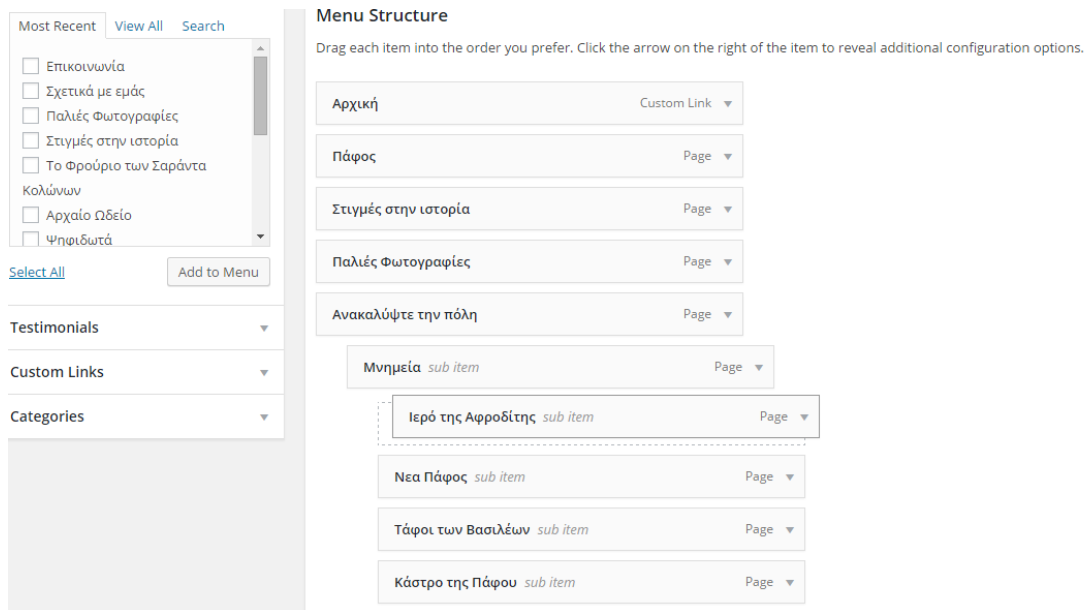 Most Recent View All Search
Επικοινωνία
Σχετικά με εμάς
Παλιές Φωτογραφίες
Στιγμές στην ιστορία
Το Φρούριο των Σαράντα
Κολώνων
Αρχαίο Ωδείο
Ψηφιδωτά
Select All Add to Menu
Testimonials
Custom Links
Categories
Menu Structure
Drag each item into the order you prefer. Click the arrow on the right of the item to reveal additional configuration options.
Αρχική Custom Link
Πάφος Page
Στιγμές στην ιστορία Page
Παλιές Φωτογραφίες Page
Ανακαλύψτε την πόλη Page
Μνημεία sub item Page
Ιερό της Αφροδίτης sub item Page
Νεα Πάφος sub item Page
Τάφοι των Βασιλέων sub item Page
Κάστρο της Πάφου sub item Page